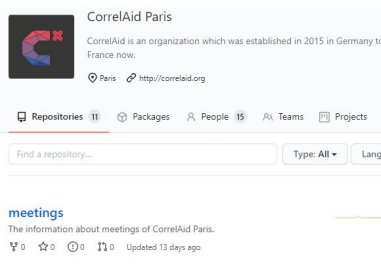 CorrelAid Paris
CorrelAid is an organization which was established in 2015 in Germany to
France now.
Paris http://correlaid.org
Repositories 11 Packages People 15 Teams Projects
Find a repository... Type: All Lang
meetings
The information about meetings of CorrelAid Paris.
0 0 0 0 Updated 13 days ago